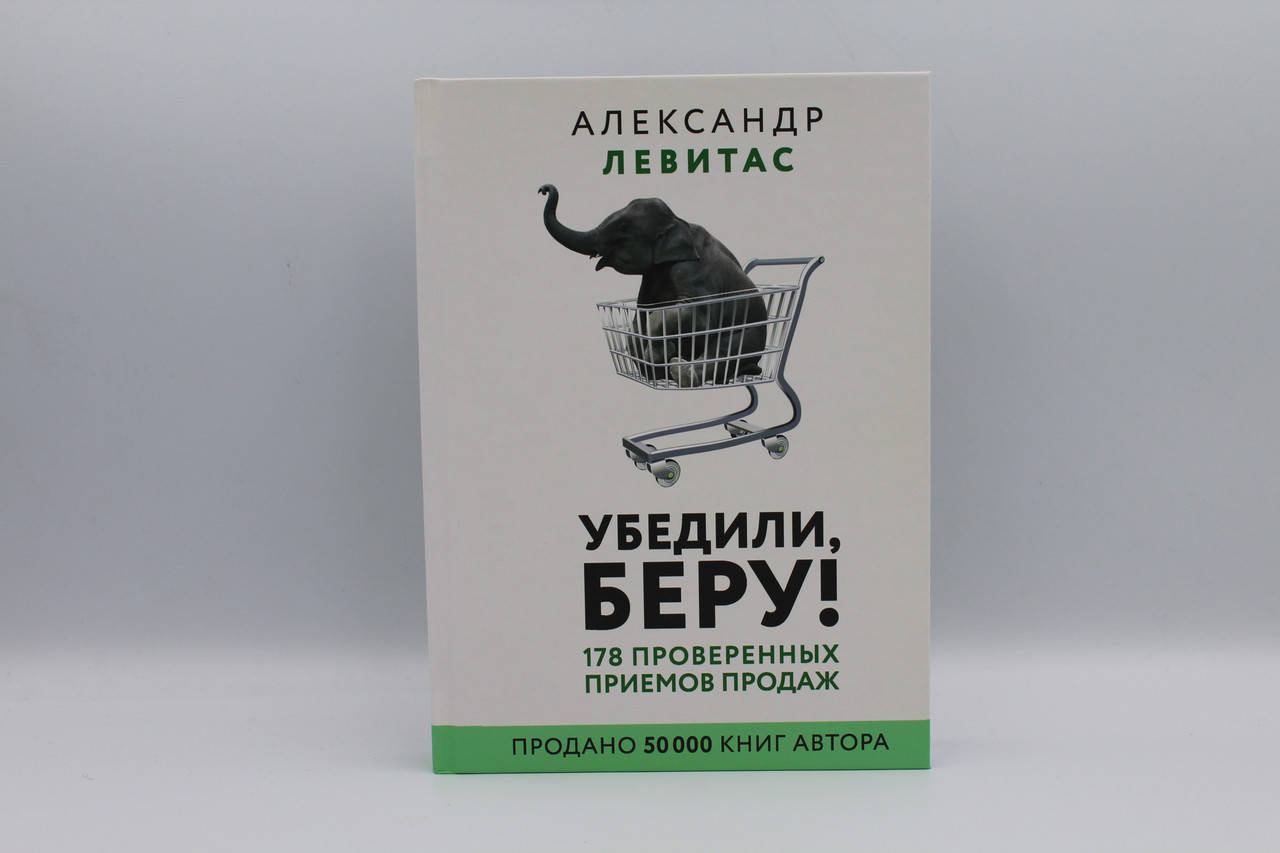 АЛЕКСАНДР
ЛЕВИТАС
УБЕДИЛИ,
БЕРУ!
178 ПРОВЕРЕННЫХ
ПРИЕМОВ ПРОДАЖ
ПРОДАНО 50 000 КНИГ АВТОРА